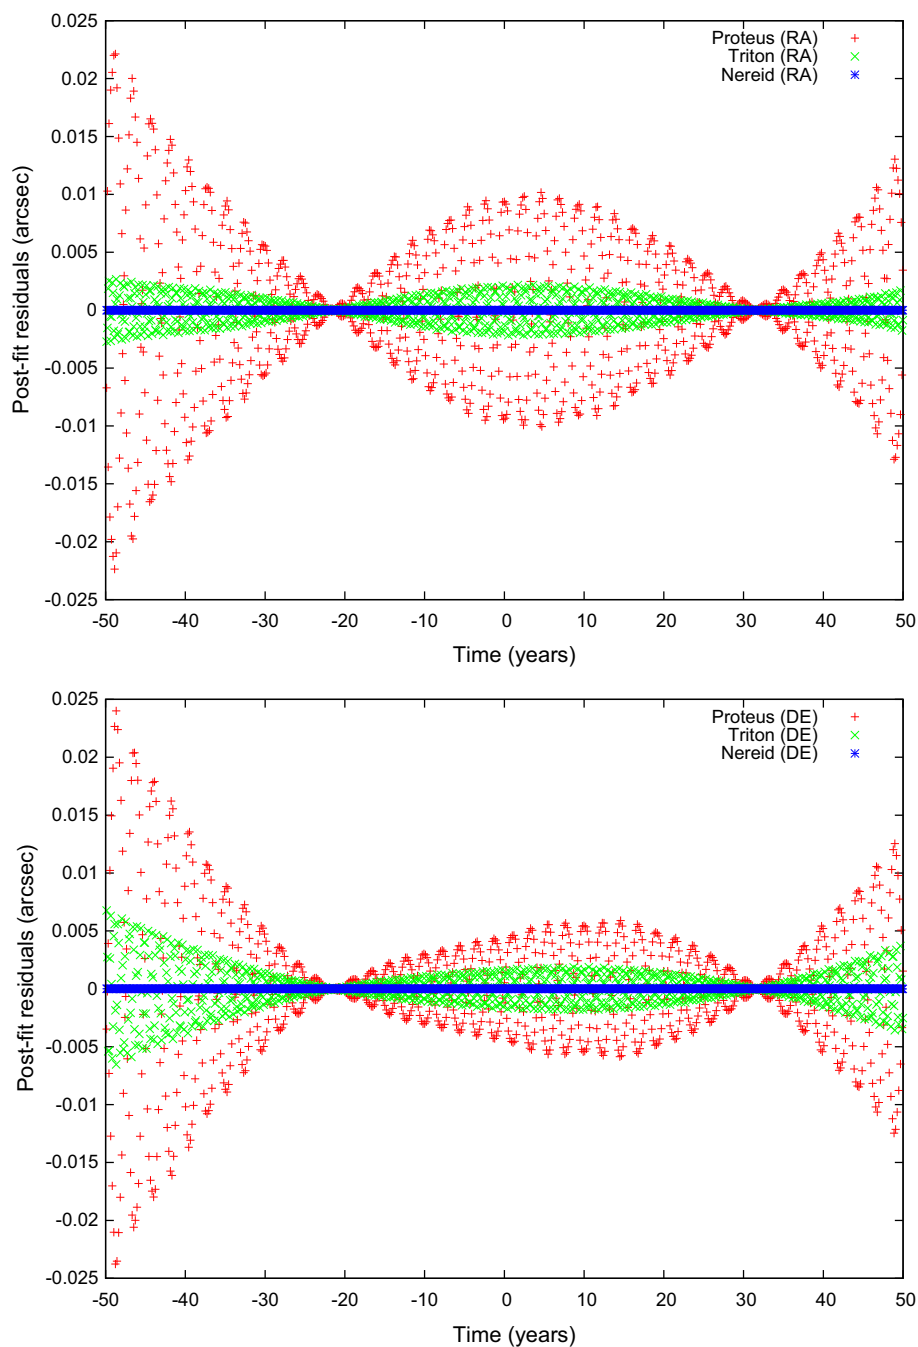 Proteus (RA)
Triton (RA)
Nereid (RA)
0.025
0.02
0.015
0.01
0.005
0
-0.005
-0.01
-0.015
-0.02
-0.025
Post-fit residuals (arcsec)
-50 -40 -30 -20 -10 0 10 20 30 40 50
Time (years)
Proteus (DE)
Triton (DE)
Nereid (DE)
0.025
0.02
0.015
0.01
0.005
0
-0.005
-0.01
-0.015
-0.02
-0.025
Post-fit residuals (arcsec)
-50 -40 -30 -20 -10 0 10 20 30 40 50
Time (years)